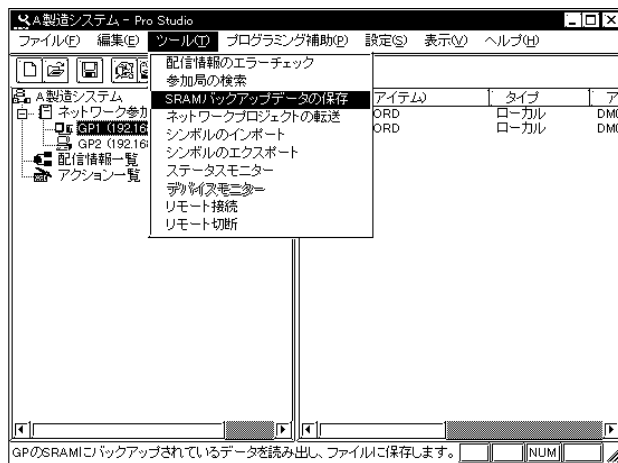 A製造システム - Pro Studio
ファイル(F) 編集(E) ツール(T) プログラミング補助(P) 設定(S) 表示(V) ヘルプ(H)
配信情報のエラーチェック
参加局の検索
SRAMバックアップデータの保存
ネットワークプロジェクトの転送
シンボルのインポート
シンボルのエクスポート
ステータスモニター
デバイスモニター
リモート接続
リモート切断
A製造システム
ネットワーク参加
GP1 (192.16
GP2 (192.16
配信情報一覧
アクション一覧
アイテム) タイプ ア
ORD ローカル DM0
ORD ローカル DM0
GPのSRAMにバックアップされているデータを読み出し、ファイルに保存します。 NUM